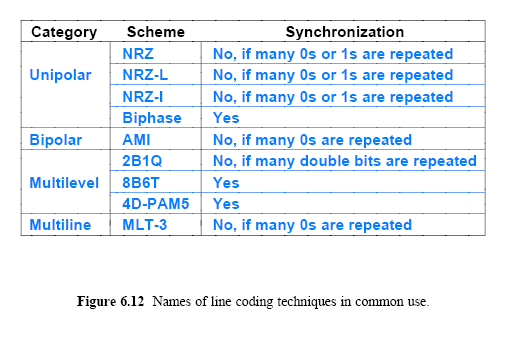 Category Scheme Synchronization
NRZ No, if many 0s or 1s are repeated
Unipolar NRZ-L No, if many 0s or 1s are repeated
NRZ-I No, if many 0s or 1s are repeated
Biphase Yes
Bipolar AMI No, if many 0s are repeated
2B1Q No, if many double bits are repeated
Multilevel 8B6T Yes
4D-PAM5 Yes
Multiline MLT-3 No, if many 0s are repeated
Figure 6.12 Names of line coding techniques in common use.